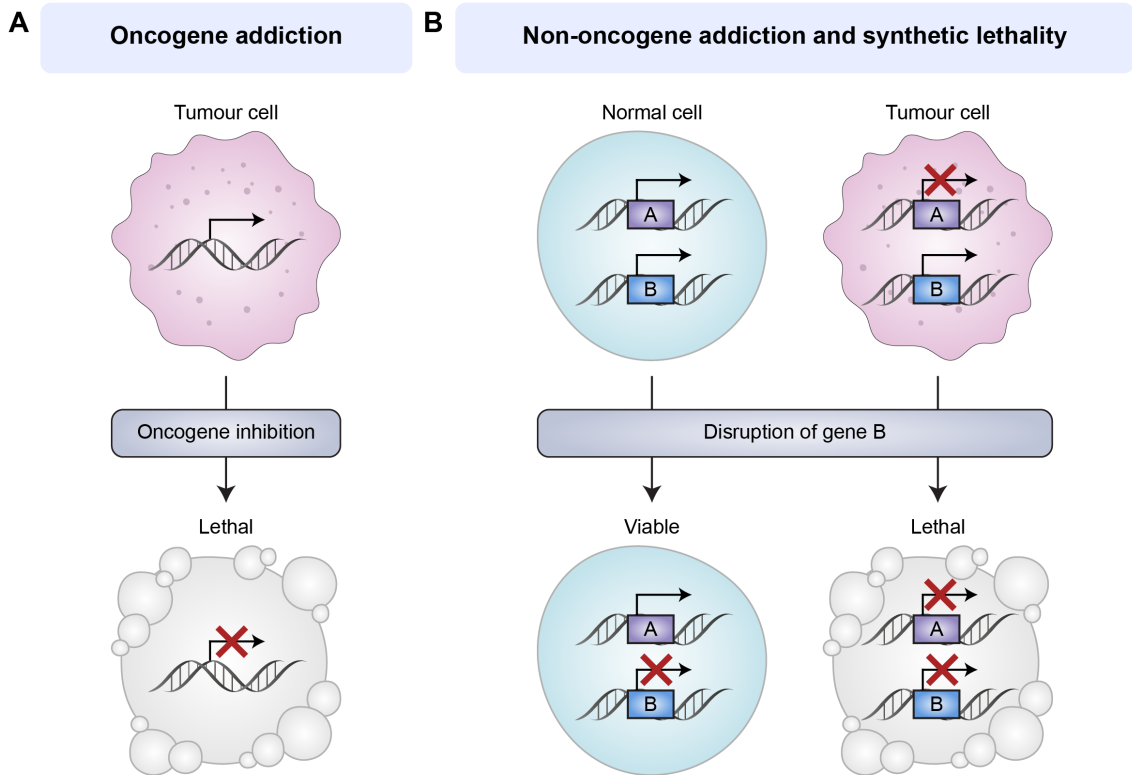 A
Oncogene addiction
Tumour cell
Oncogene inhibition
Lethal
B
Non-oncogene addiction and synthetic lethality
Normal cell
Tumour cell
A
A
B
B
Disruption of gene B
Viable
Lethal
A
A
B
B